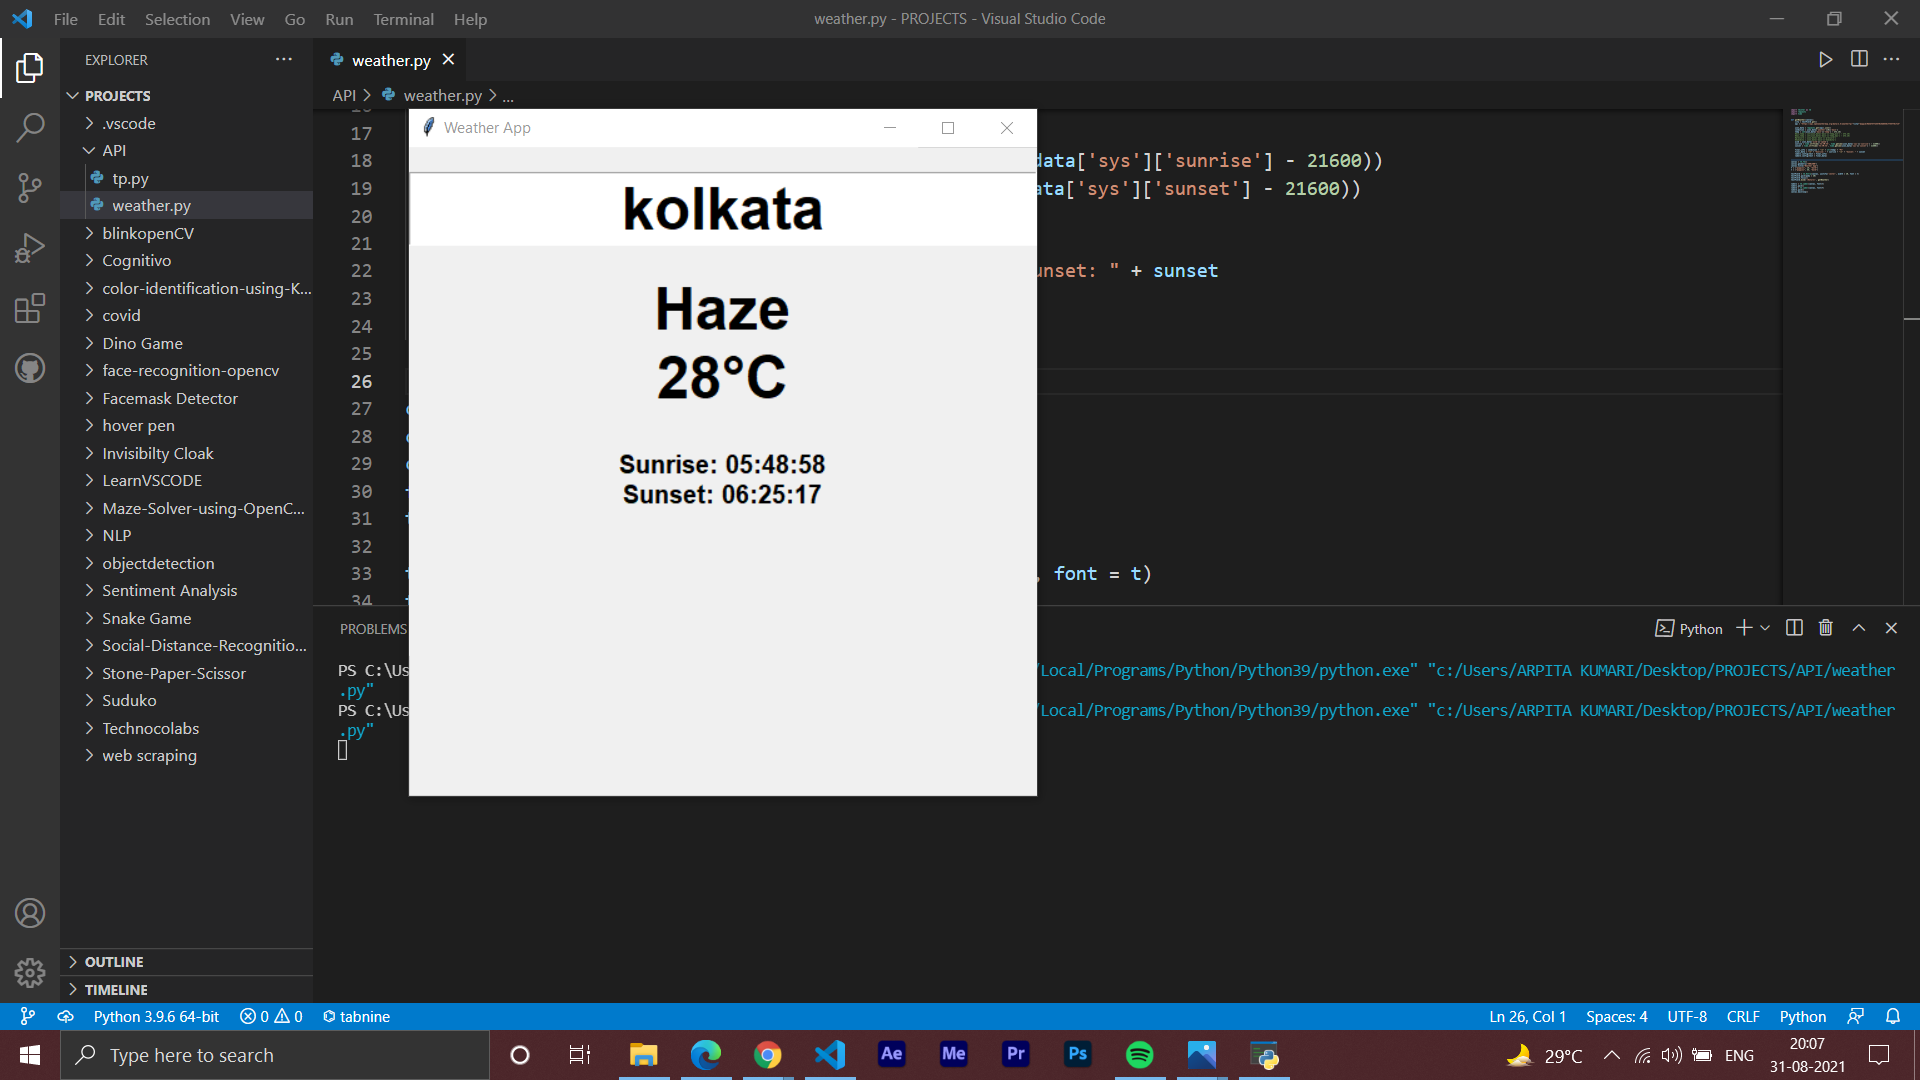 File Edit Selection View Go Run Terminal Help
weather.py - PROJECTS - Visual Studio Code
EXPLORER
weather.py
API > weather.py > ...
PROJECTS
.vscode
API
tp.py
weather.py
blinkopenCV
Cognitivo
color-identification-using-K...
covid
Dino Game
face-recognition-opencv
Facemask Detector
hover pen
Invisibilty Cloak
LearnVSCODE
Maze-Solver-using-OpenC...
NLP
objectdetection
Sentiment Analysis
Snake Game
Social-Distance-Recognitio...
Stone-Paper-Scissor
Suduko
Technocolabs
web scraping
OUTLINE
TIMELINE
Weather App
kolkata
Haze
28°C
Sunrise: 05:48:58
Sunset: 06:25:17
17
18 data['sys']['sunrise'] - 21600))
19 ata['sys']['sunset'] - 21600))
20
21
22 unset: " + sunset
23
24
25
26
27
28
29
30
31
32
33 , font = t)
34
PROBLEMS
Python
PS C:\Us /Local/Programs/Python/Python39/python.exe" "c:/Users/ARPITA KUMARI/Desktop/PROJECTS/API/weather
.py"
PS C:\Us /Local/Programs/Python/Python39/python.exe" "c:/Users/ARPITA KUMARI/Desktop/PROJECTS/API/weather
.py"
Python 3.9.6 64-bit 0 0 tabnine
Ln 26, Col 1 Spaces: 4 UTF-8 CRLF Python
Type here to search
Ae Me Pr Ps
29°C ENG
20:07
31-08-2021